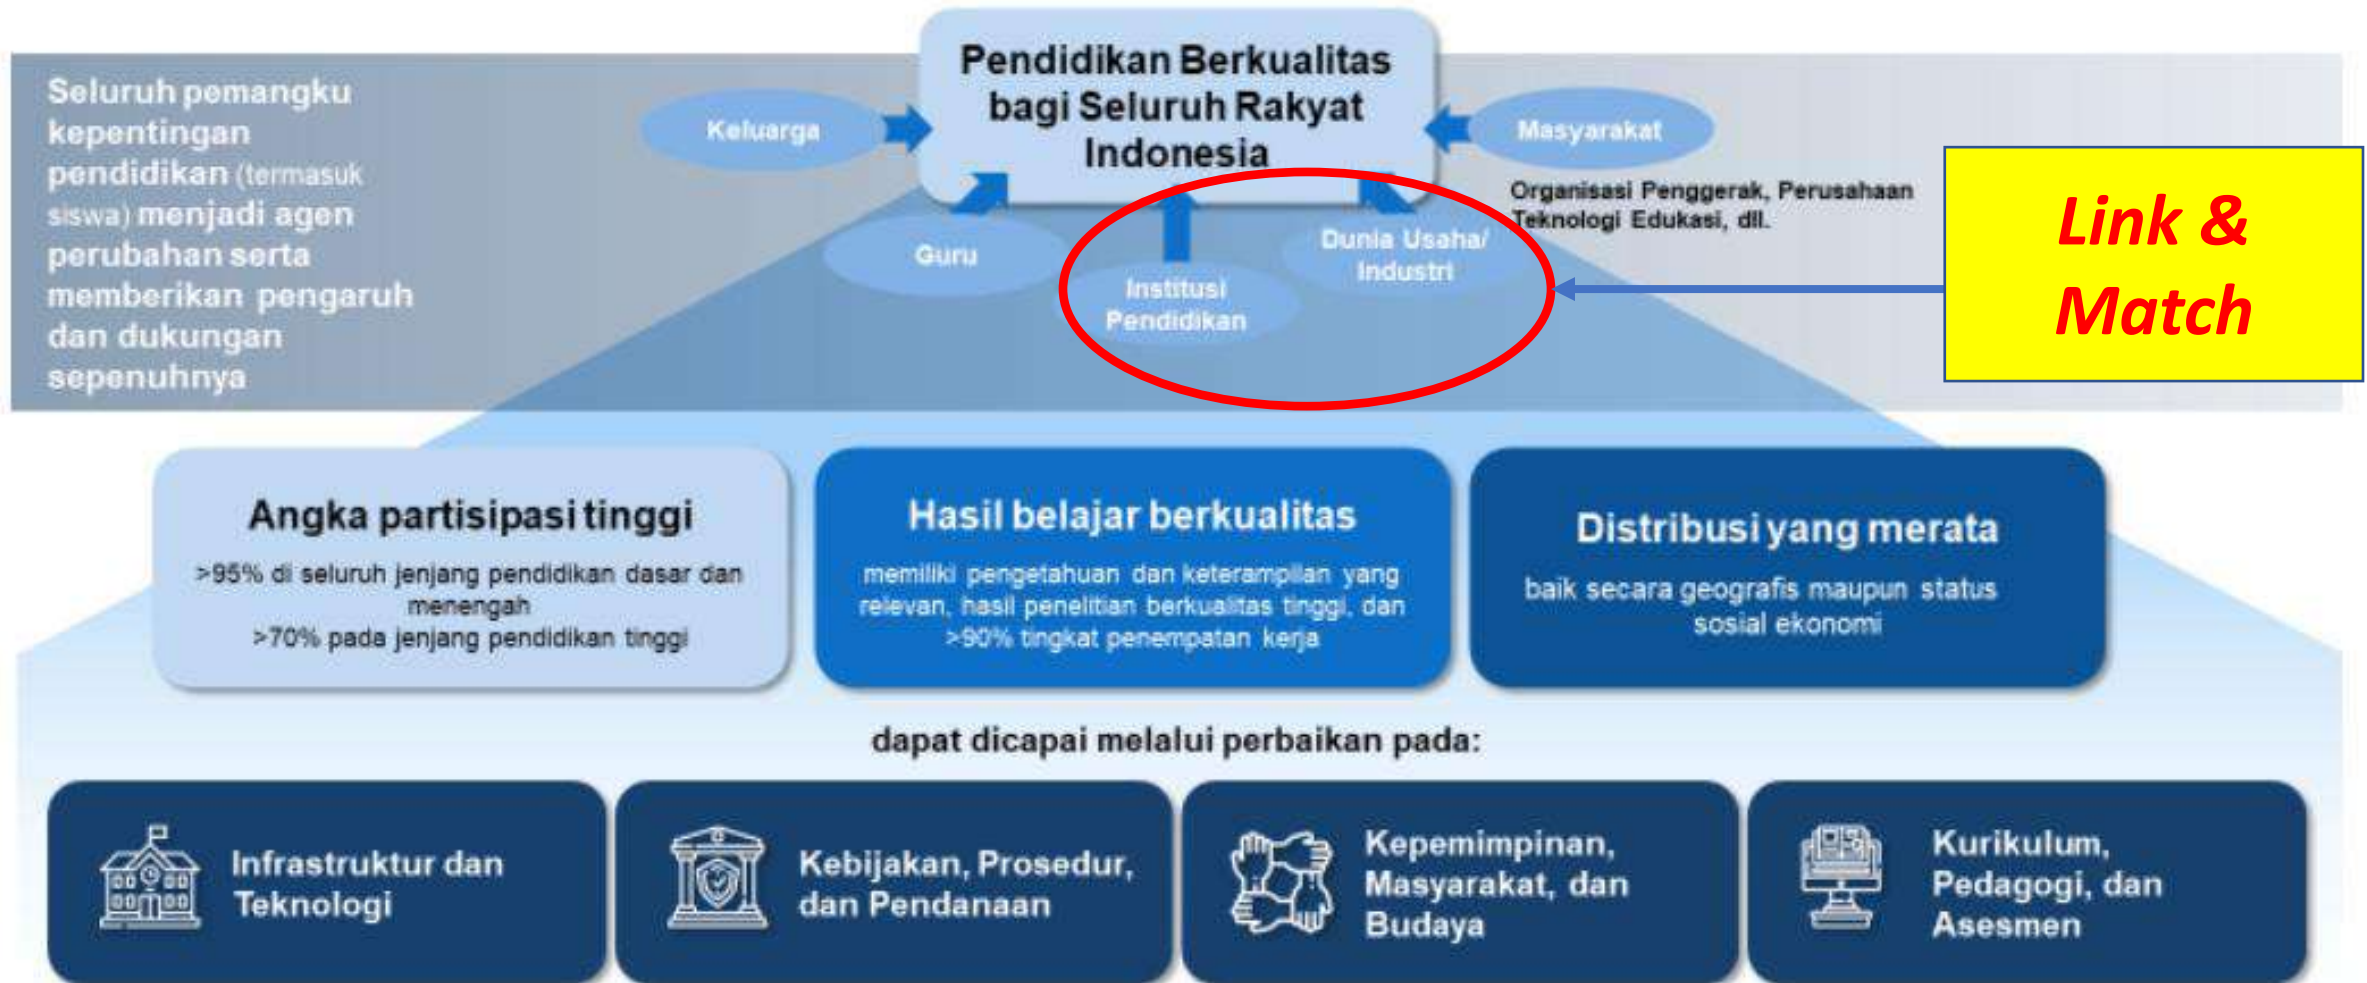 Pendidikan Berkualitas
bagi Seluruh Rakyat
Indonesia
Seluruh pemangku
kepentingan
pendidikan (termasuk
siswa) menjadi agen
perubahan serta
memberikan pengaruh
dan dukungan
sepenuhnya
Keluarga
Guru
Institusi
Pendidikan
Dunia Usaha/
Industri
Masyarakat
Organisasi Penggerak, Perusahaan
Teknologi Edukasi, dll.
Link &
Match
Angka partisipasi tinggi
>95% di seluruh jenjang pendidikan dasar dan
menengah
>70% pada jenjang pendidikan tinggi
Hasil belajar berkualitas
memiliki pengetahuan dan keterampilan yang
relevan, hasil penelitian berkualitas tinggi, dan
>90% tingkat penempatan kerja
Distribusi yang merata
baik secara geografis maupun status
sosial ekonomi
dapat dicapai melalui perbaikan pada:
Infrastruktur dan
Teknologi
Kebijakan, Prosedur,
dan Pendanaan
Kepemimpinan,
Masyarakat, dan
Budaya
Kurikulum,
Pedagogi, dan
Asesmen